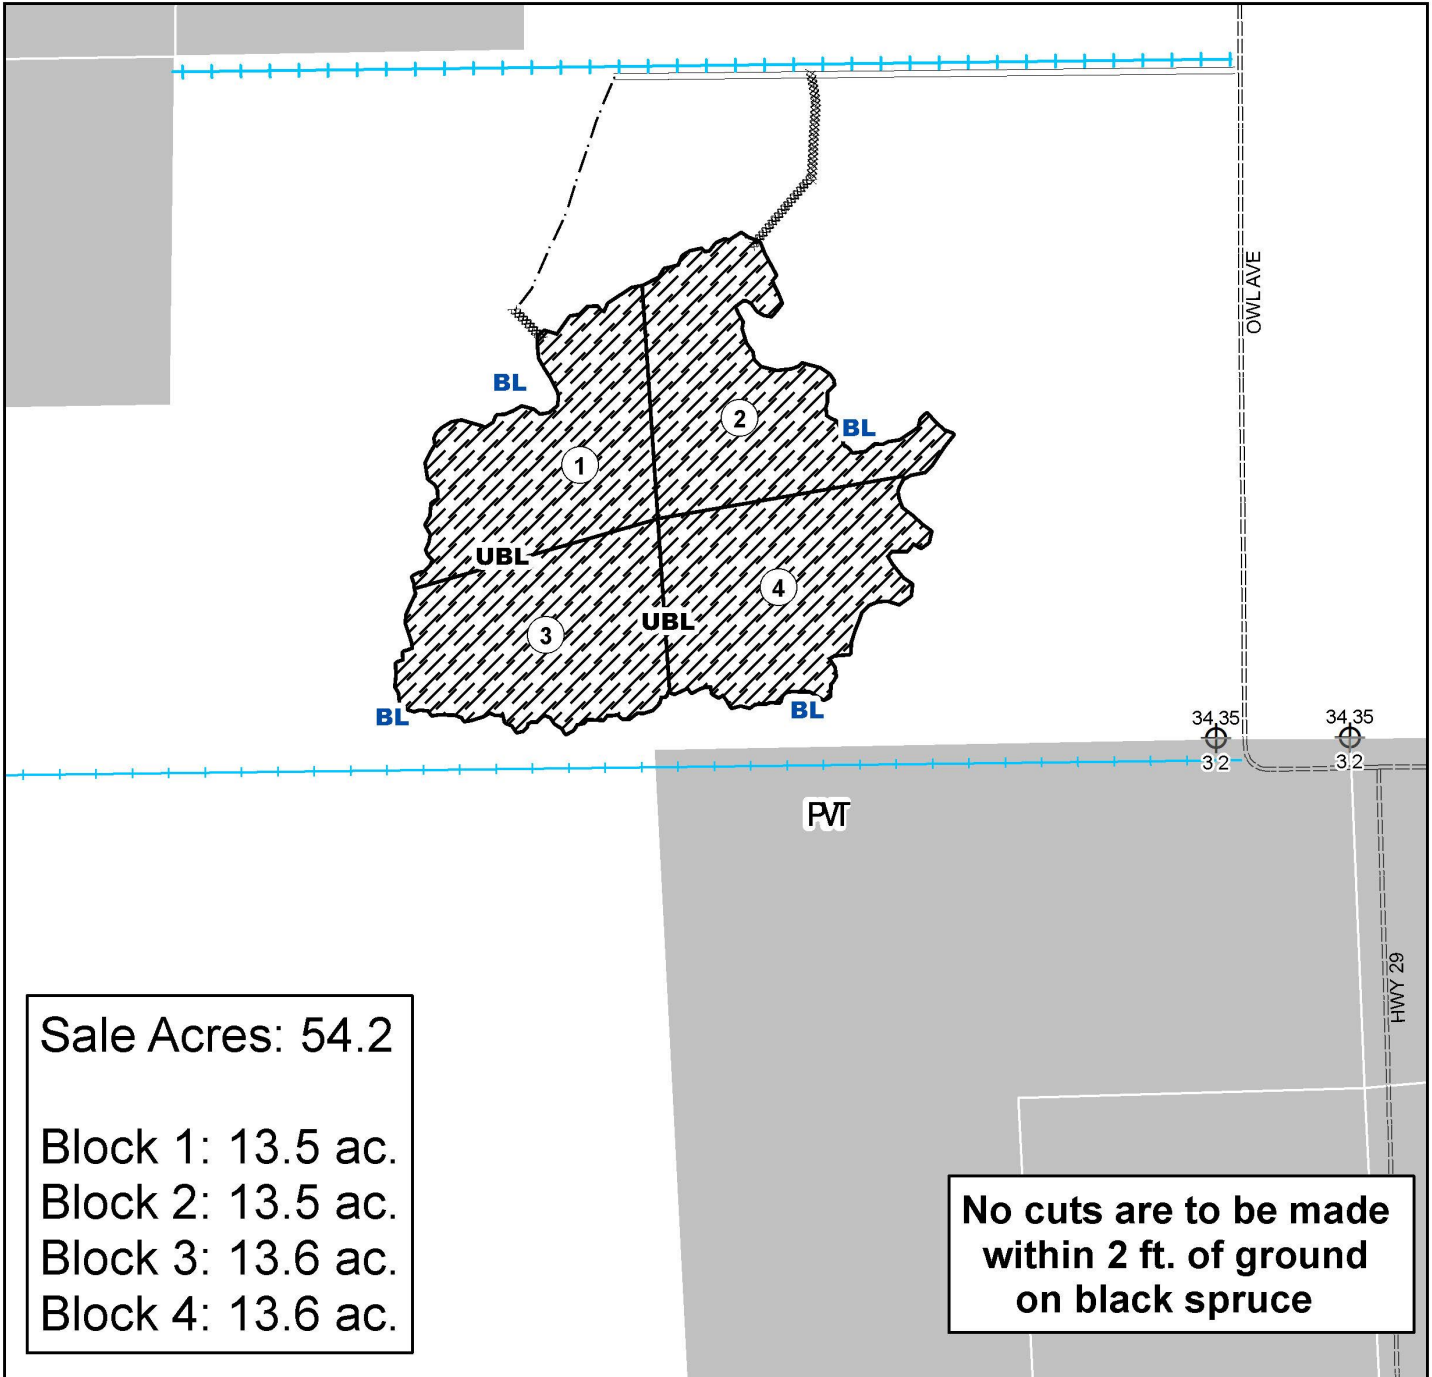 OWL AVE
BL
2
BL
1
UBL
4
UBL
3
BL
BL
34 35
3 2
34 35
3 2
PVT
HWY 29
Sale Acres: 54.2
Block 1: 13.5 ac.
Block 2: 13.5 ac.
Block 3: 13.6 ac.
Block 4: 13.6 ac.
No cuts are to be made
within 2 ft. of ground
on black spruce